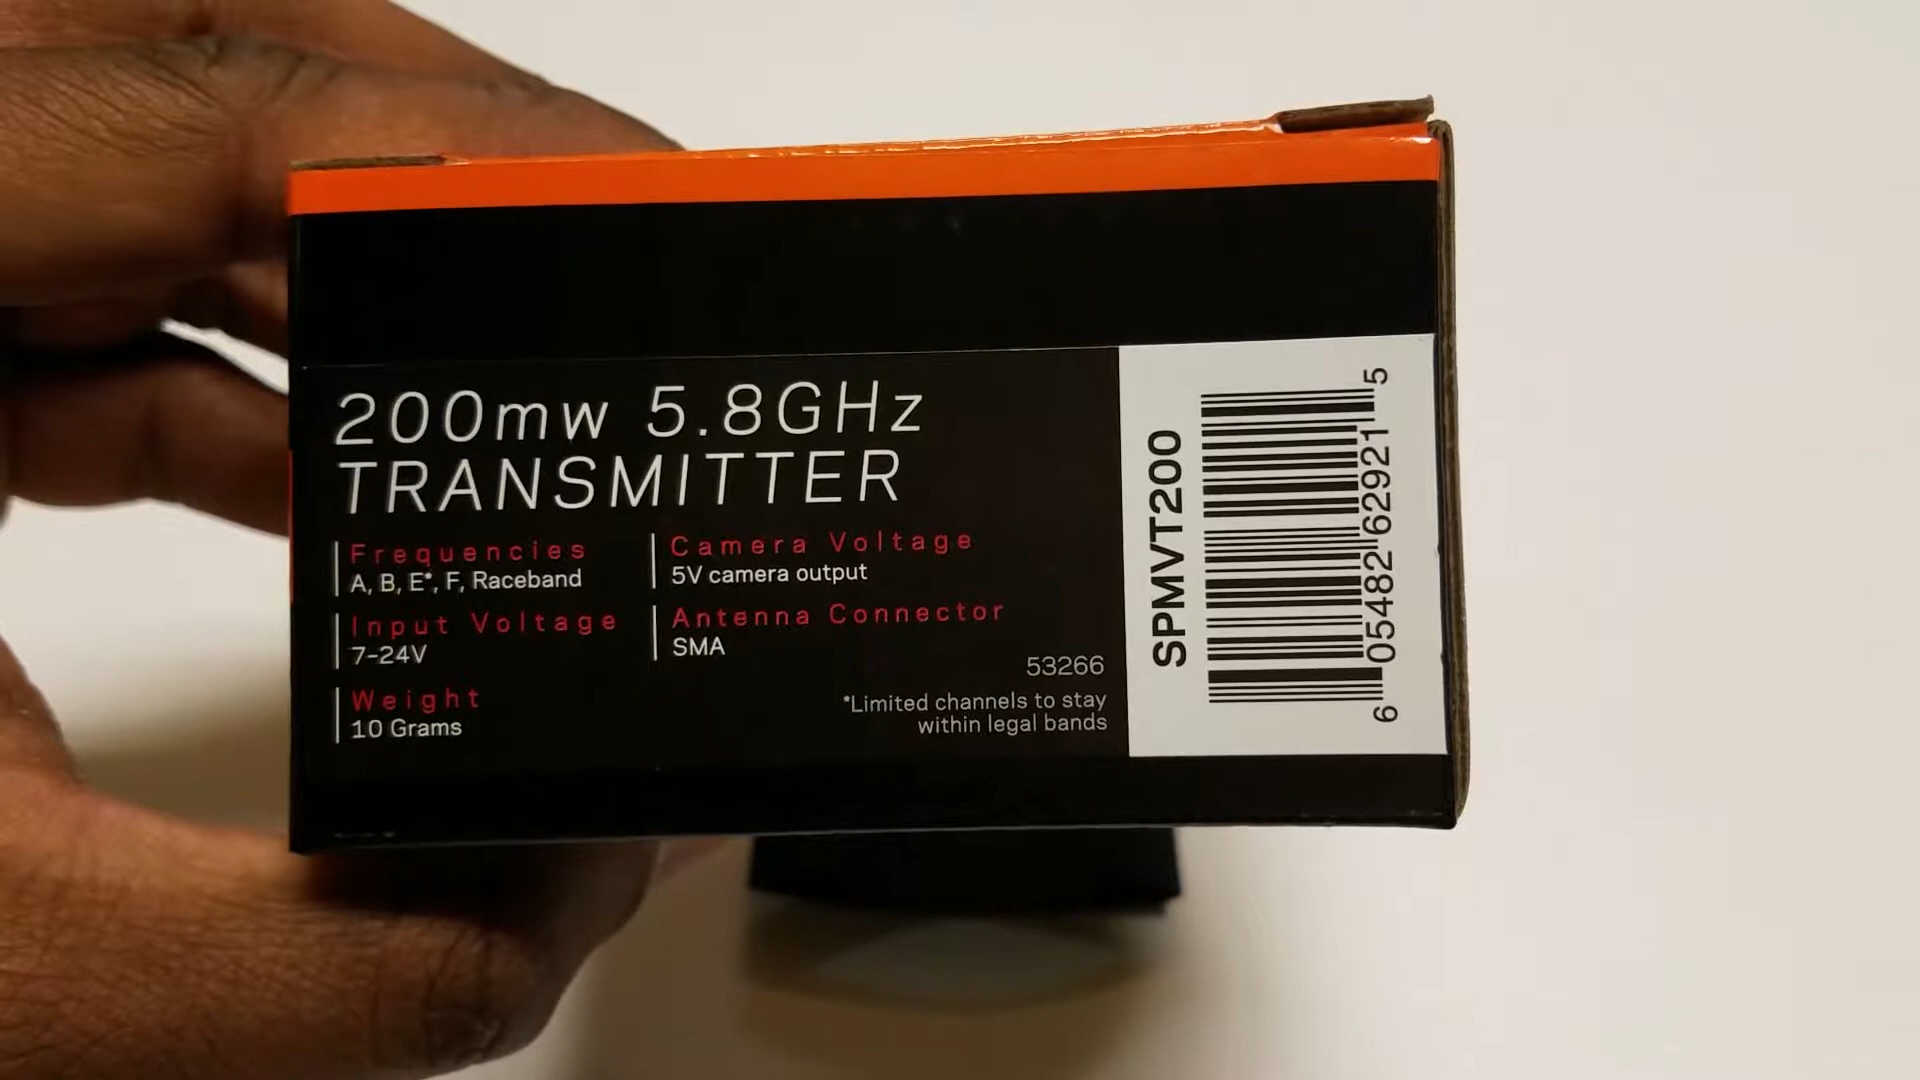 200mw 5.8GHz
TRANSMITTER
Frequencies
A, B, E*, F, Raceband
Input Voltage
7-24V
Weight
10 Grams
Camera Voltage
5V camera output
Antenna Connector
SMA
53266
*Limited channels to stay
within legal bands
SPMVT200
6 05482 62921 5